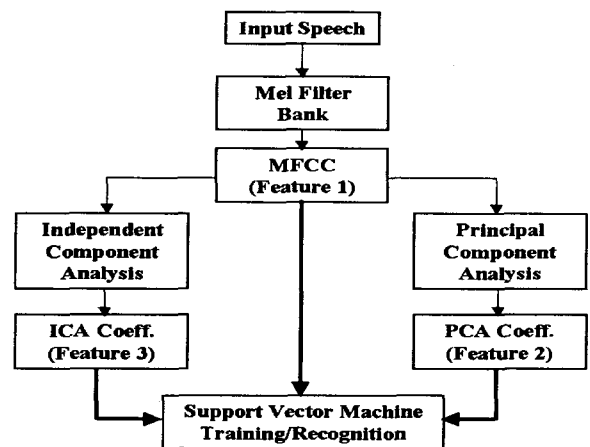 Input Speech
Mel Filter
Bank
MFCC
(Feature 1)
Independent
Component
Analysis
Principal
Component
Analysis
ICA Coeff.
(Feature 3)
PCA Coeff.
(Feature 2)
Support Vector Machine
Training/Recognition